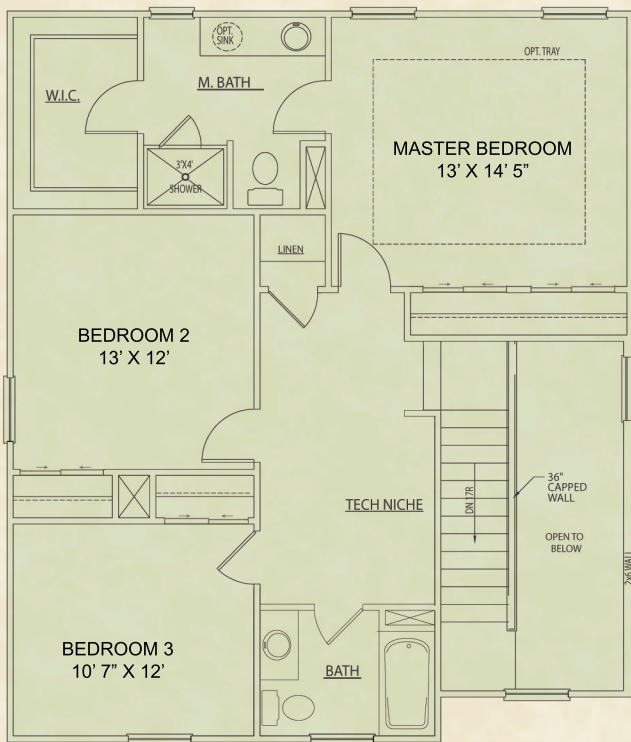 OPT.
SINK
OPT. TRAY
W.I.C.
M. BATH
MASTER BEDROOM
13' X 14' 5"
3'X4'
SHOWER
LINEN
BEDROOM 2
13' X 12'
36"
CAPPED
WALL
DN 17R
TECH NICHE
OPEN TO
BELOW
2x6 WALL
BEDROOM 3
10' 7" X 12'
BATH